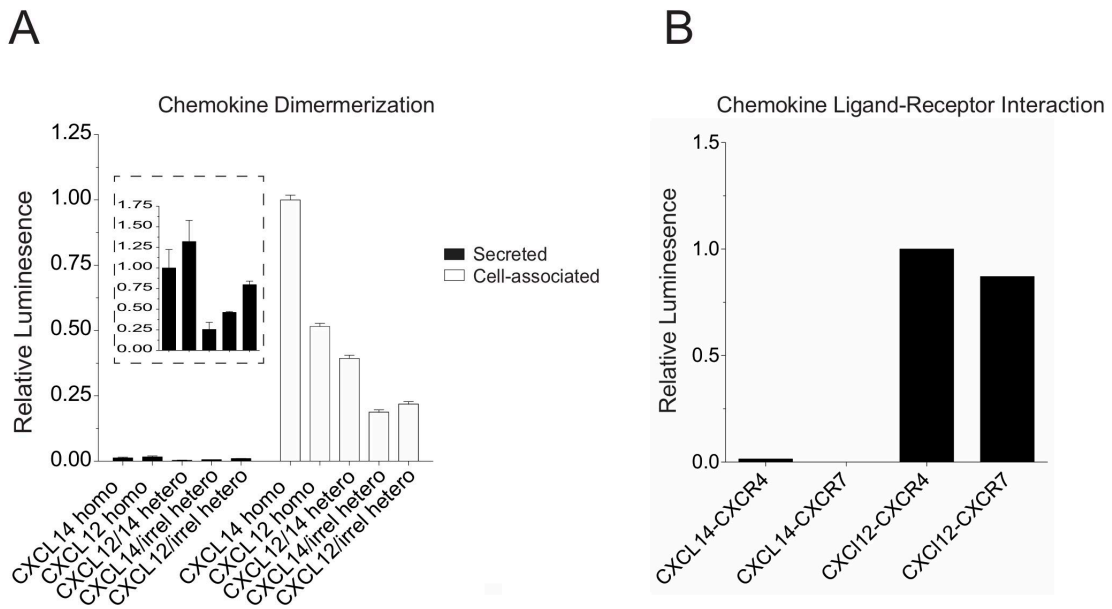 A
Chemokine Dimermerization
Relative Luminesence
1.25
1.00
0.75
0.50
0.25
0.00
1.75
1.50
1.25
1.00
0.75
0.50
0.25
0.00
Secreted
Cell-associated
CXCL14 homo
CXCL12 homo
CXCL12/14 hetero
CXCL14/irrel hetero
CXCL12/irrel hetero
CXCL14 homo
CXCL12 homo
CXCL12/14 hetero
CXCL14/irrel hetero
CXCL12/irrel hetero
B
Chemokine Ligand-Receptor Interaction
Relative Luminesence
1.5
1.0
0.5
0.0
CXCL14-CXCR4
CXCL14-CXCR7
CXCl12-CXCR4
CXCl12-CXCR7